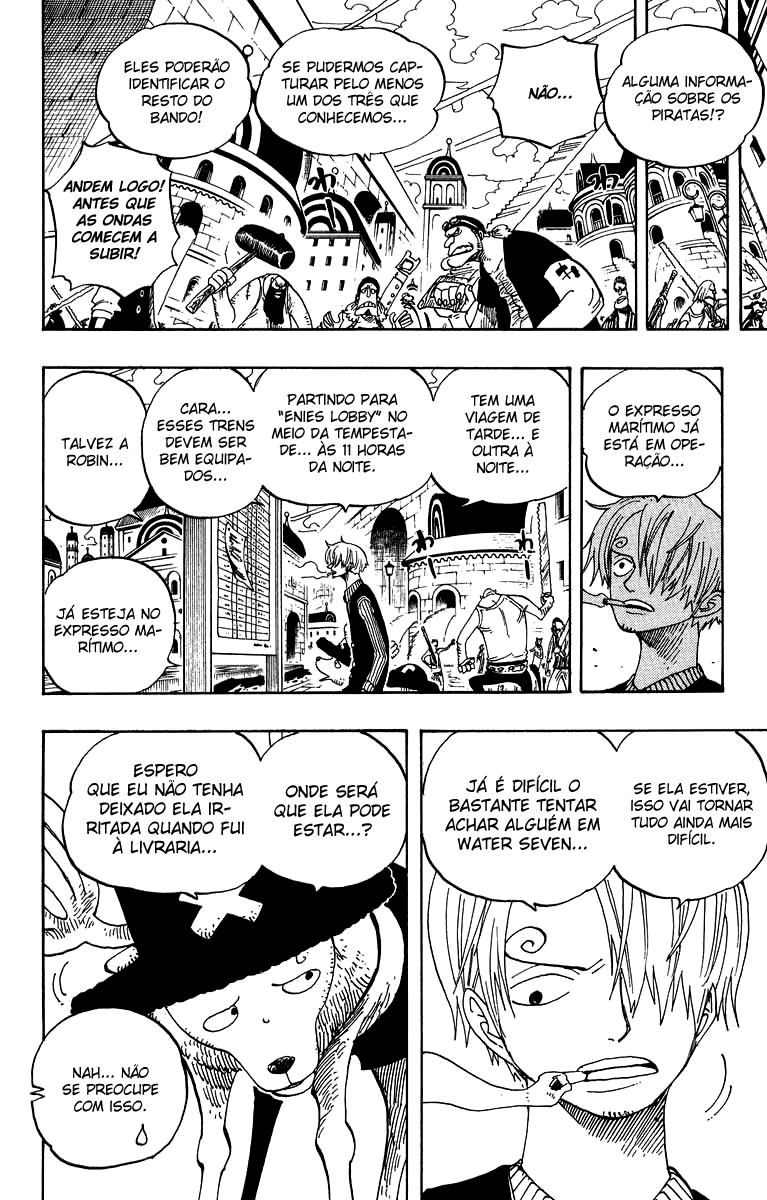 ALGUMA INFORMA-
ÇÃO SOBRE OS
PIRATAS!?
NÃO...
SE PUDERMOS CAP-
TURAR PELO MENOS
UM DOS TRÊS QUE
CONHECEMOS...
ELES PODERÃO
IDENTIFICAR O
RESTO DO
BANDO!
ANDEM LOGO!
ANTES QUE
AS ONDAS
COMECEM A
SUBIR!
O EXPRESSO
MARÍTIMO JÁ
ESTÁ EM OPE-
RAÇÃO...
TEM UMA
VIAGEM DE
TARDE... E
OUTRA À
NOITE...
PARTINDO PARA
“ENIES LOBBY” NO
MEIO DA TEMPESTA-
DE... ÀS 11 HORAS
DA NOITE.
CARA...
ESSES TRENS
DEVEM SER
BEM EQUIPA-
DOS...
TALVEZ A
ROBIN...
JÁ ESTEJA NO
EXPRESSO MA-
RÍTIMO...
SE ELA ESTIVER,
ISSO VAI TORNAR
TUDO AINDA MAIS
DIFÍCIL.
JÁ É DIFÍCIL O
BASTANTE TENTAR
ACHAR ALGUÉM EM
WATER SEVEN...
ONDE SERÁ
QUE ELA PODE
ESTAR...?
ESPERO
QUE EU NÃO TENHA
DEIXADO ELA IR-
RITADA QUANDO FUI
À LIVRARIA...
NAH... NÃO
SE PREOCUPE
COM ISSO.